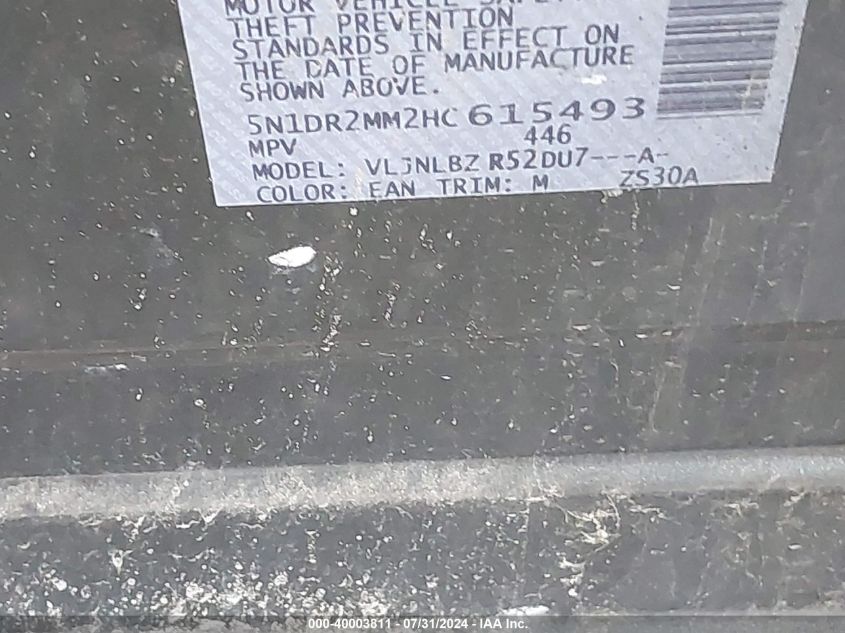 MOTOR VEHICLE
THEFT PREVENTION
STANDARDS IN EFFECT ON
THE DATE OF MANUFACTURE
SHOWN ABOVE.
5N1DR2MM2HC615493
MPV 446
MODEL: VLJNLBZ R52DU7---A-
COLOR: EAN TRIM: M ZS30A
000-40003811 - 07/31/2024 - IAA Inc.